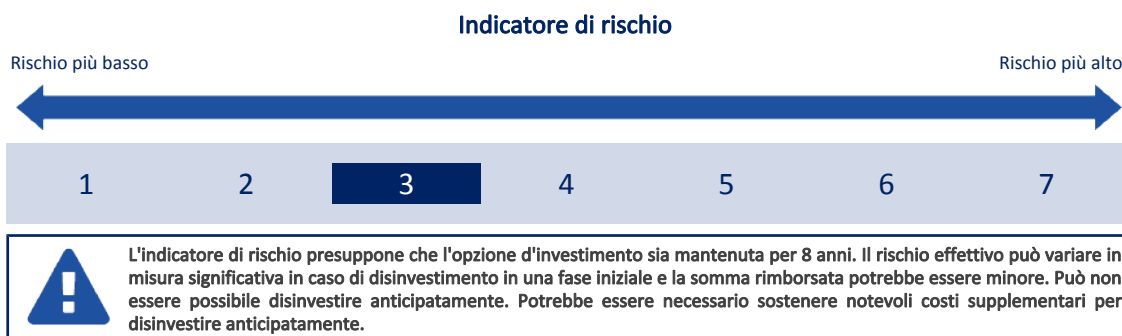 Indicatore di rischio
Rischio più basso
Rischio più alto
1 2 3 4 5 6 7
L'indicatore di rischio presuppone che l'opzione d'investimento sia mantenuta per 8 anni. Il rischio effettivo può variare in
misura significativa in caso di disinvestimento in una fase iniziale e la somma rimborsata potrebbe essere minore. Può non
essere possibile disinvestire anticipatamente. Potrebbe essere necessario sostenere notevoli costi supplementari per
disinvestire anticipatamente.